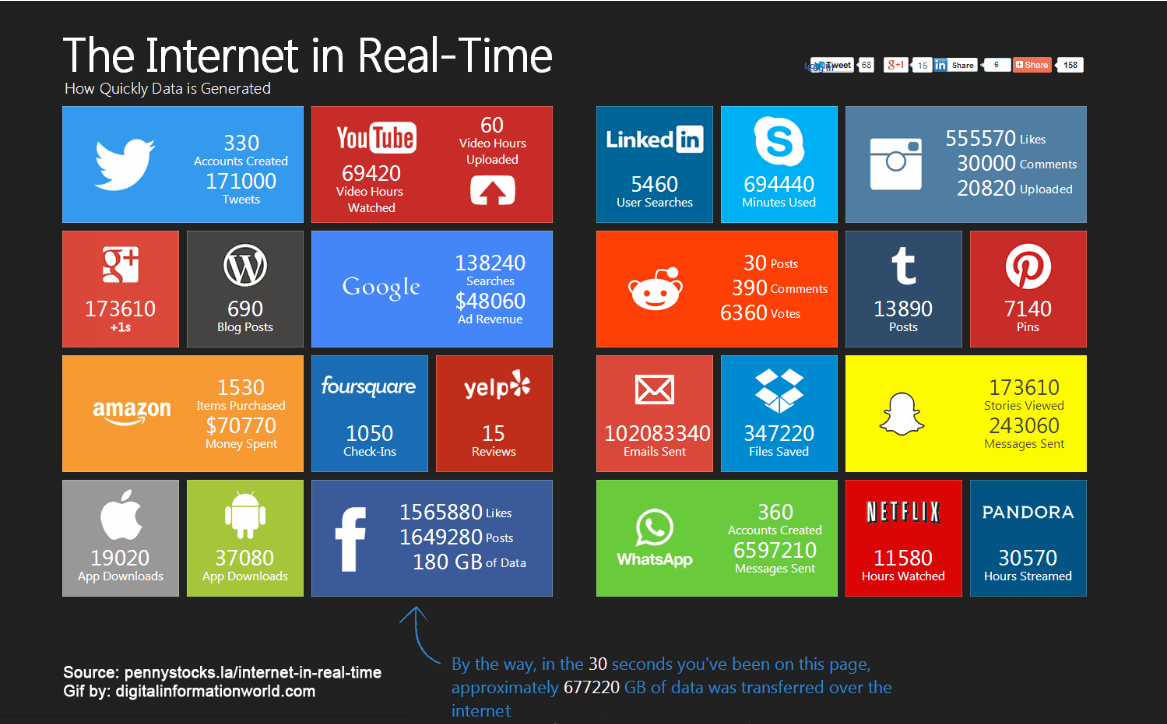 The Internet in Real-Time
How Quickly Data is Generated
Tweet 68 g+1 15 in Share 6 Share 158
330
Accounts Created
171000
Tweets
YouTube
69420
Video Hours
Watched
60
Video Hours
Uploaded
Linked in
5460
User Searches
S
694440
Minutes Used
555570 Likes
30000 Comments
20820 Uploaded
g+
173610
+1s
W
690
Blog Posts
Google
138240
Searches
$48060
Ad Revenue
30 Posts
390 Comments
6360 Votes
t
13890
Posts
P
7140
Pins
amazon
1530
Items Purchased
$70770
Money Spent
foursquare
1050
Check-Ins
yelp
15
Reviews
102083340
Emails Sent
347220
Files Saved
173610
Stories Viewed
243060
Messages Sent
19020
App Downloads
37080
App Downloads
f
1565880 Likes
1649280 Posts
180 GB of Data
WhatsApp
360
Accounts Created
6597210
Messages Sent
NETFLIX
11580
Hours Watched
PANDORA
30570
Hours Streamed
Source: pennystocks.la/internet-in-real-time
Gif by: digitalinformationworld.com
By the way, in the 30 seconds you've been on this page,
approximately 677220 GB of data was transferred over the
internet